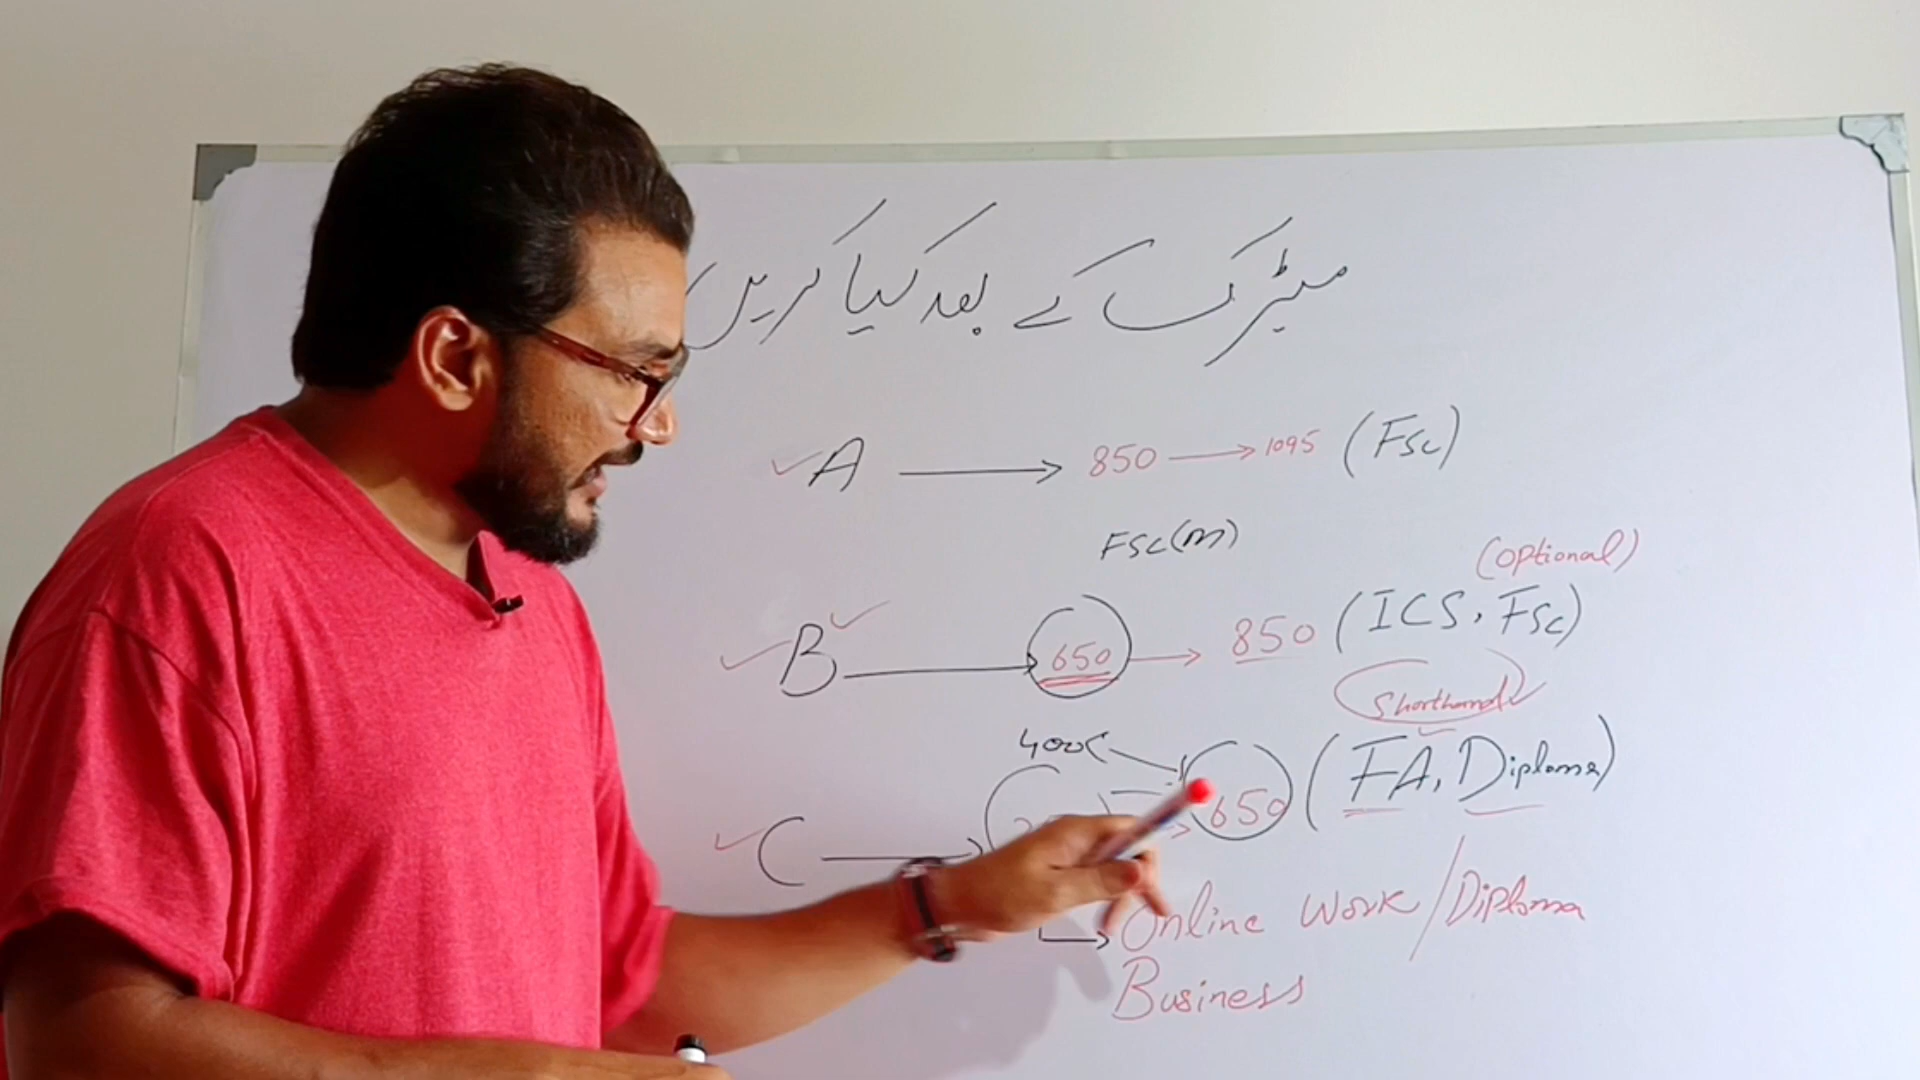 میٹرک کے بعد کیا کریں
A → 850 → 1095 (FSc)
FSC(m)
(optional)
B → 650 → 850 (ICS, FSc)
Shorthand
400
C → → 650 (FA, Diploma)
Online Work / Diploma
Business